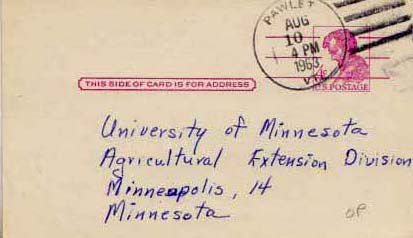 PAWLET
AUG
10
4 PM
1963
VT.
U.S. POSTAGE
THIS SIDE OF CARD IS FOR ADDRESS
University of Minnesota
Agricultural Extension Division
Minneapolis, 14
Minnesota
OP